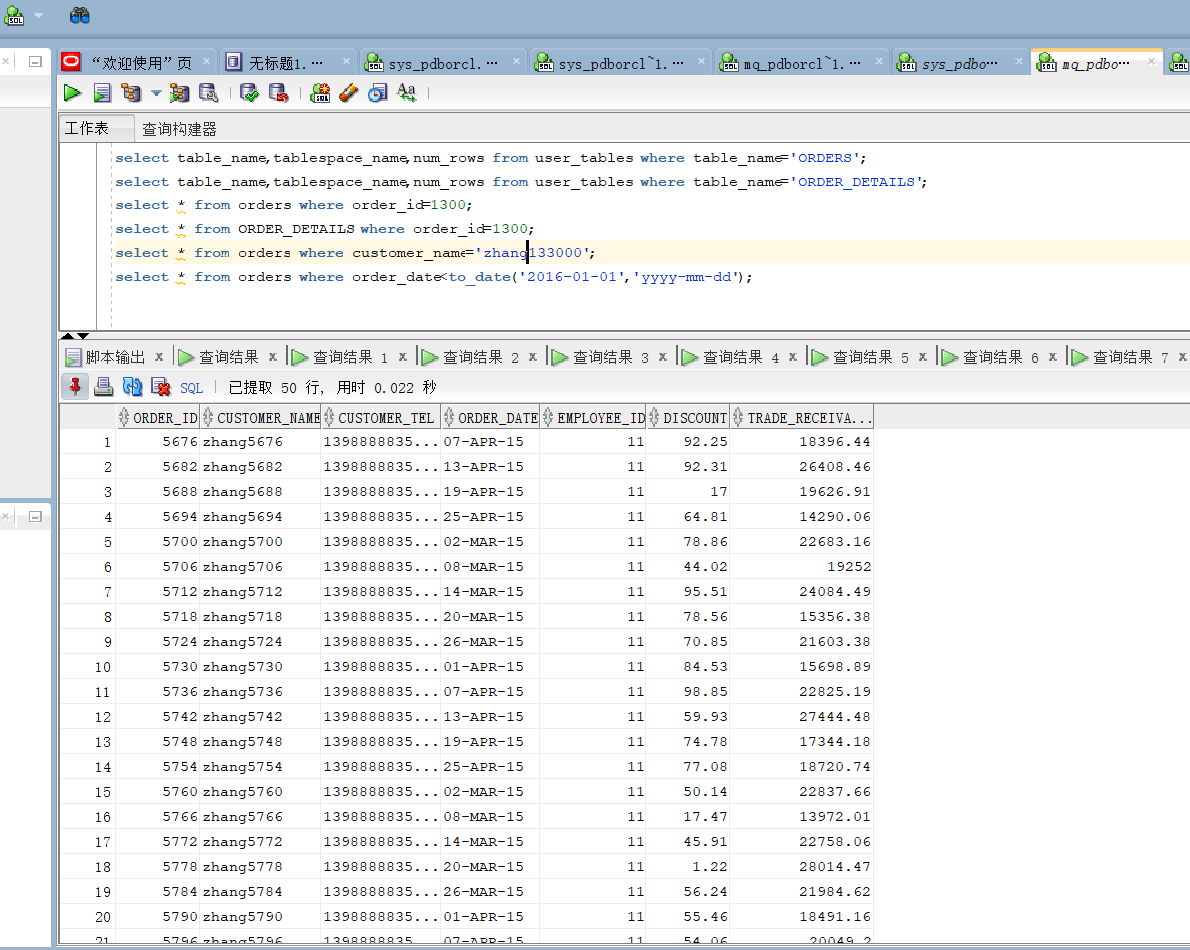 “欢迎使用”页 无标题1.… sys_pdborcl.… sys_pdborcl~1.… mq_pdborcl~1.… sys_pdbo… mq_pdbo…
工作表 查询构建器
select table_name,tablespace_name,num_rows from user_tables where table_name='ORDERS';
select table_name,tablespace_name,num_rows from user_tables where table_name='ORDER_DETAILS';
select * from orders where order_id=1300;
select * from ORDER_DETAILS where order_id=1300;
select * from orders where customer_name='zhang133000';
select * from orders where order_date<to_date('2016-01-01','yyyy-mm-dd');
脚本输出 x 查询结果 x 查询结果 1 x 查询结果 2 x 查询结果 3 x 查询结果 4 x 查询结果 5 x 查询结果 6 x 查询结果 7 x
SQL 已提取 50 行, 用时 0.022 秒
ORDER_ID CUSTOMER_NAME CUSTOMER_TEL ORDER_DATE EMPLOYEE_ID DISCOUNT TRADE_RECEIVA...
1 5676 zhang5676 1398888835... 07-APR-15 11 92.25 18396.44
2 5682 zhang5682 1398888835... 13-APR-15 11 92.31 26408.46
3 5688 zhang5688 1398888835... 19-APR-15 11 17 19626.91
4 5694 zhang5694 1398888835... 25-APR-15 11 64.81 14290.06
5 5700 zhang5700 1398888835... 02-MAR-15 11 78.86 22683.16
6 5706 zhang5706 1398888835... 08-MAR-15 11 44.02 19252
7 5712 zhang5712 1398888835... 14-MAR-15 11 95.51 24084.49
8 5718 zhang5718 1398888835... 20-MAR-15 11 78.56 15356.38
9 5724 zhang5724 1398888835... 26-MAR-15 11 70.85 21603.38
10 5730 zhang5730 1398888835... 01-APR-15 11 84.53 15698.89
11 5736 zhang5736 1398888835... 07-APR-15 11 98.85 22825.19
12 5742 zhang5742 1398888835... 13-APR-15 11 59.93 27444.48
13 5748 zhang5748 1398888835... 19-APR-15 11 74.78 17344.18
14 5754 zhang5754 1398888835... 25-APR-15 11 77.08 18720.74
15 5760 zhang5760 1398888835... 02-MAR-15 11 50.14 22837.66
16 5766 zhang5766 1398888835... 08-MAR-15 11 17.47 13972.01
17 5772 zhang5772 1398888835... 14-MAR-15 11 45.91 22758.06
18 5778 zhang5778 1398888835... 20-MAR-15 11 1.22 28014.47
19 5784 zhang5784 1398888835... 26-MAR-15 11 56.24 21984.62
20 5790 zhang5790 1398888835... 01-APR-15 11 55.46 18491.16
21 5796 zhang5796 1398888835... 07-APR-15 11 54.06 20049.2